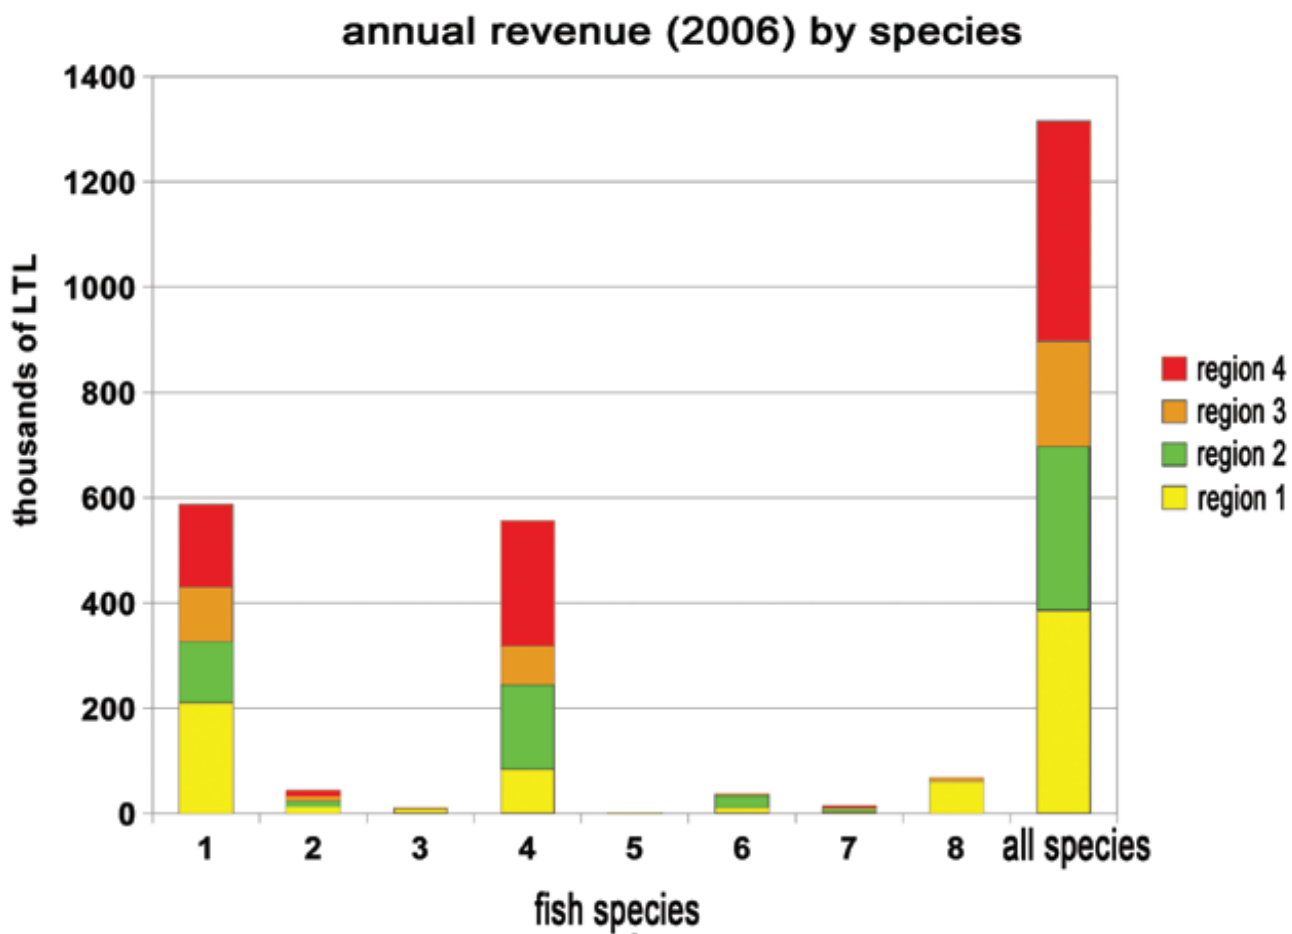 annual revenue (2006) by species
1400
1200
1000
800
600
400
200
0
thousands of LTL
1 2 3 4 5 6 7 8 all species
fish species
region 4
region 3
region 2
region 1